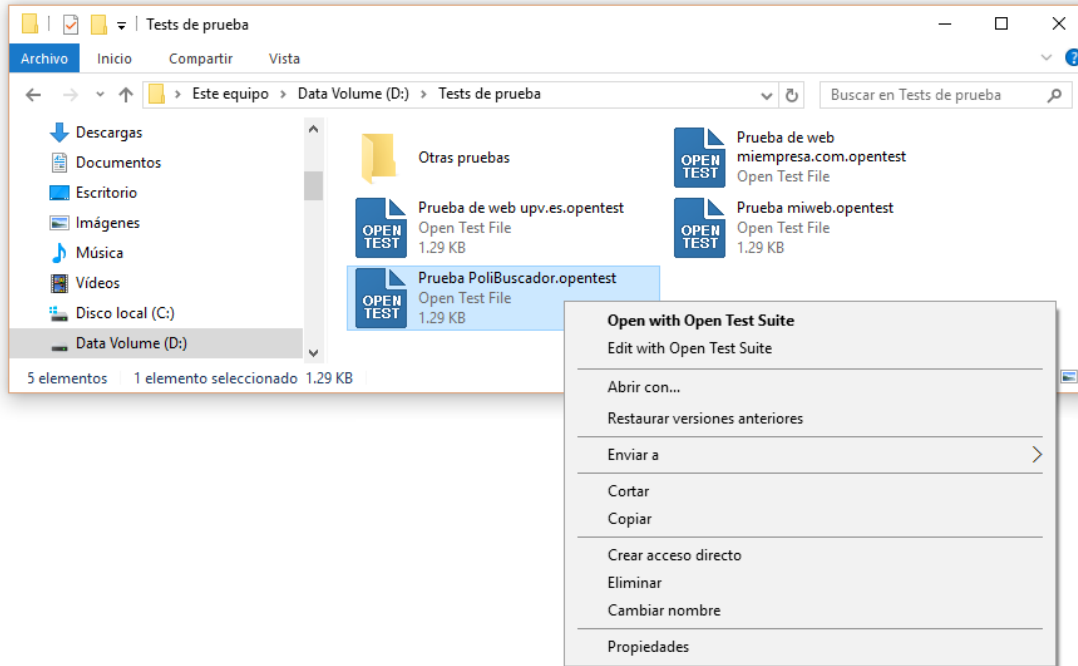 Tests de prueba
Archivo Inicio Compartir Vista
Este equipo Data Volume (D:) Tests de prueba
Buscar en Tests de prueba
Descargas
Documentos
Escritorio
Imágenes
Música
Vídeos
Disco local (C:)
Data Volume (D:)
Otras pruebas
OPEN
TEST
Prueba de web
miempresa.com.opentest
Open Test File
OPEN
TEST
Prueba de web upv.es.opentest
Open Test File
1.29 KB
OPEN
TEST
Prueba miweb.opentest
Open Test File
1.29 KB
OPEN
TEST
Prueba PoliBuscador.opentest
Open Test File
1.29 KB
5 elementos 1 elemento seleccionado 1.29 KB
Open with Open Test Suite
Edit with Open Test Suite
Abrir con...
Restaurar versiones anteriores
Enviar a
Cortar
Copiar
Crear acceso directo
Eliminar
Cambiar nombre
Propiedades